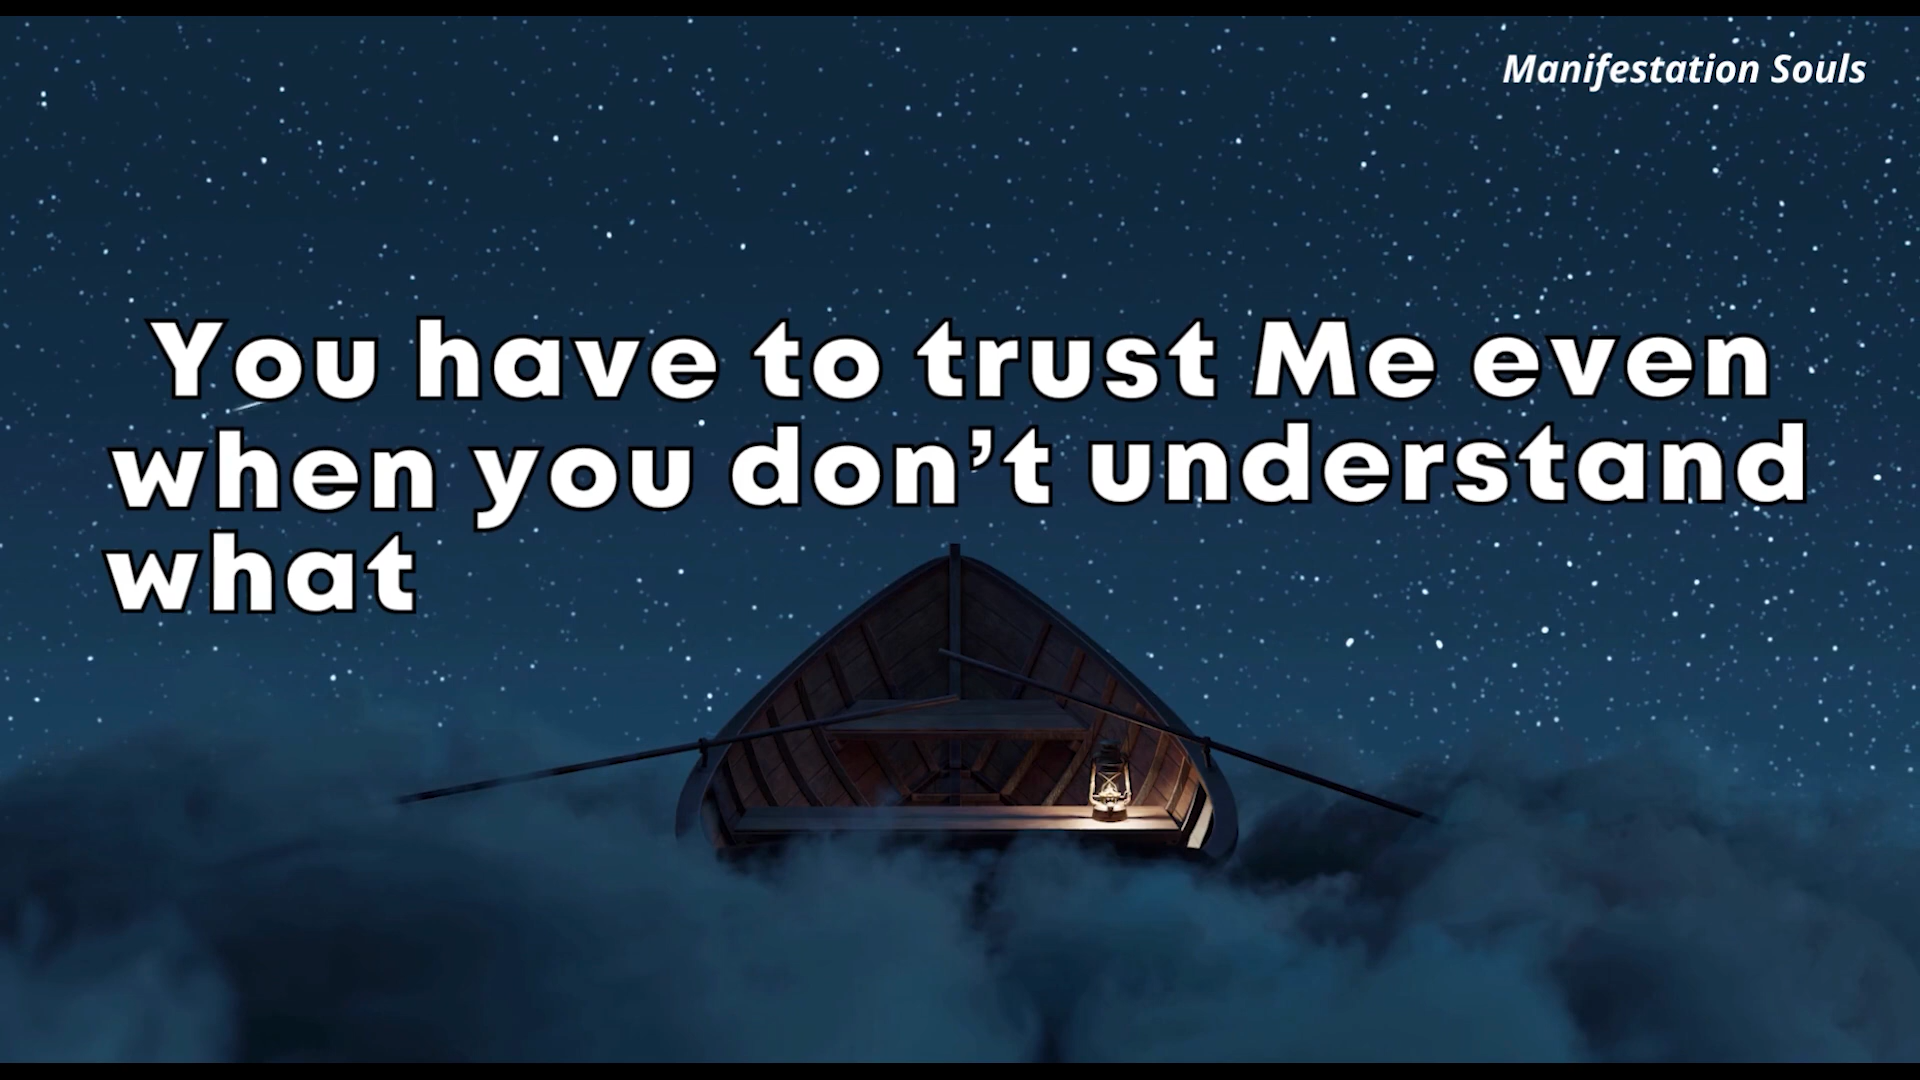 Manifestation Souls
You have to trust Me even
when you don’t understand
what